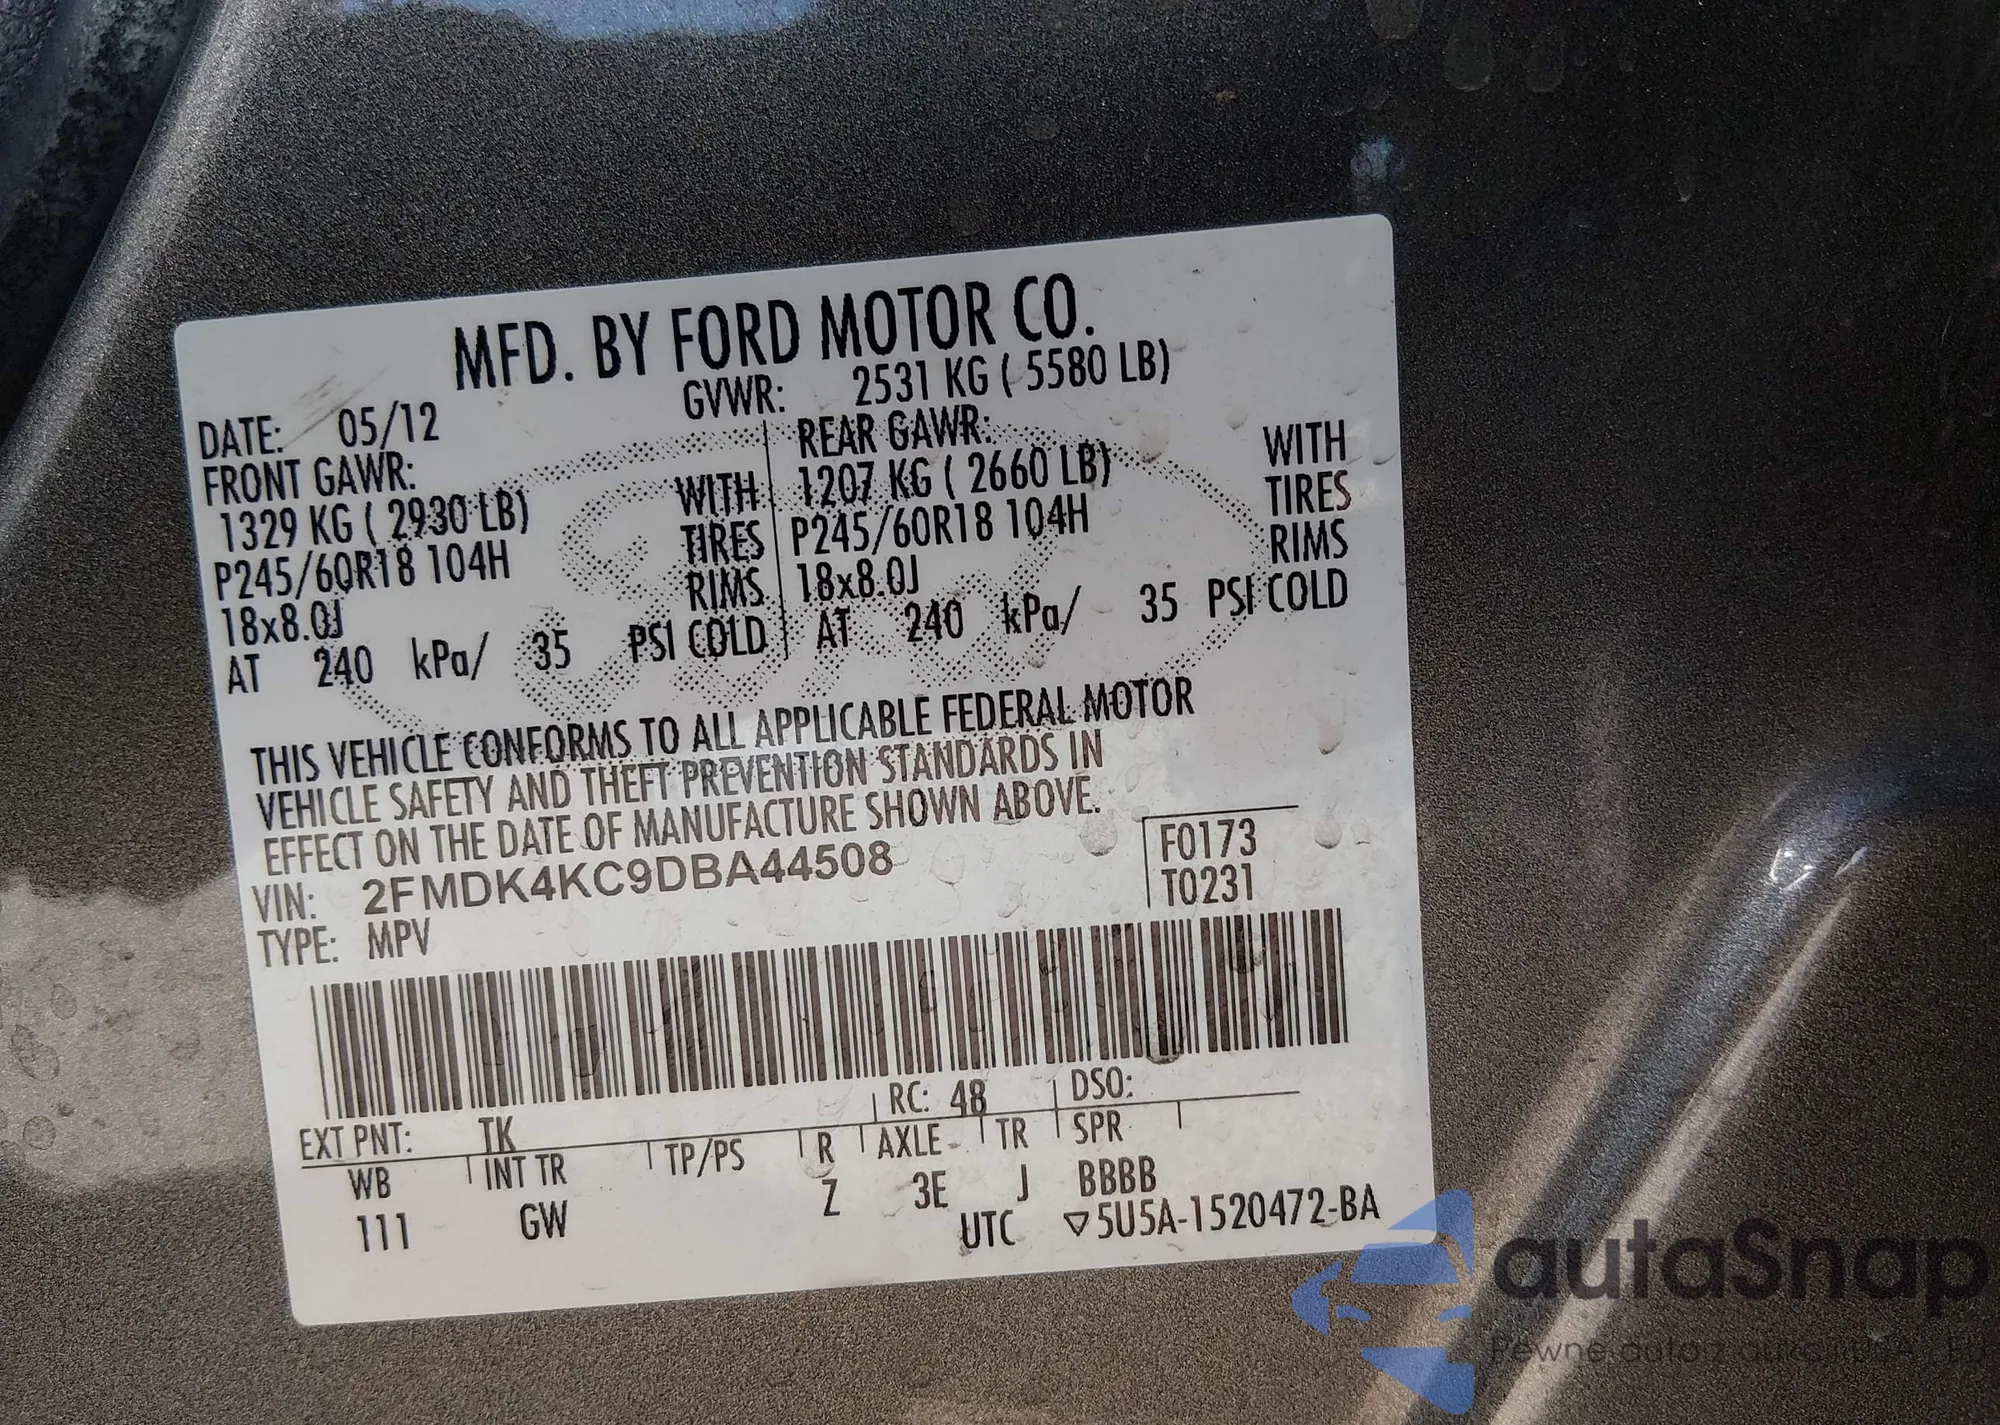 MFD. BY FORD MOTOR CO.
DATE: 05/12 GVWR: 2531 KG ( 5580 LB)
FRONT GAWR: REAR GAWR:
1329 KG ( 2930 LB) WITH 1207 KG ( 2660 LB) WITH
P245/60R18 104H TIRES P245/60R18 104H TIRES
18x8.0J RIMS 18x8.0J RIMS
AT 240 kPa/ 35 PSI COLD AT 240 kPa/ 35 PSI COLD
THIS VEHICLE CONFORMS TO ALL APPLICABLE FEDERAL MOTOR
VEHICLE SAFETY AND THEFT PREVENTION STANDARDS IN
EFFECT ON THE DATE OF MANUFACTURE SHOWN ABOVE.
VIN: 2FMDK4KC9DBA44508 F0173
TYPE: MPV T0231
EXT PNT: TK RC: 48 DSO:
WB INT TR TP/PS R AXLE TR SPR
111 GW Z 3E J BBBB
UTC ▽5U5A-1520472-BA
autaSnap
Pewne auto z